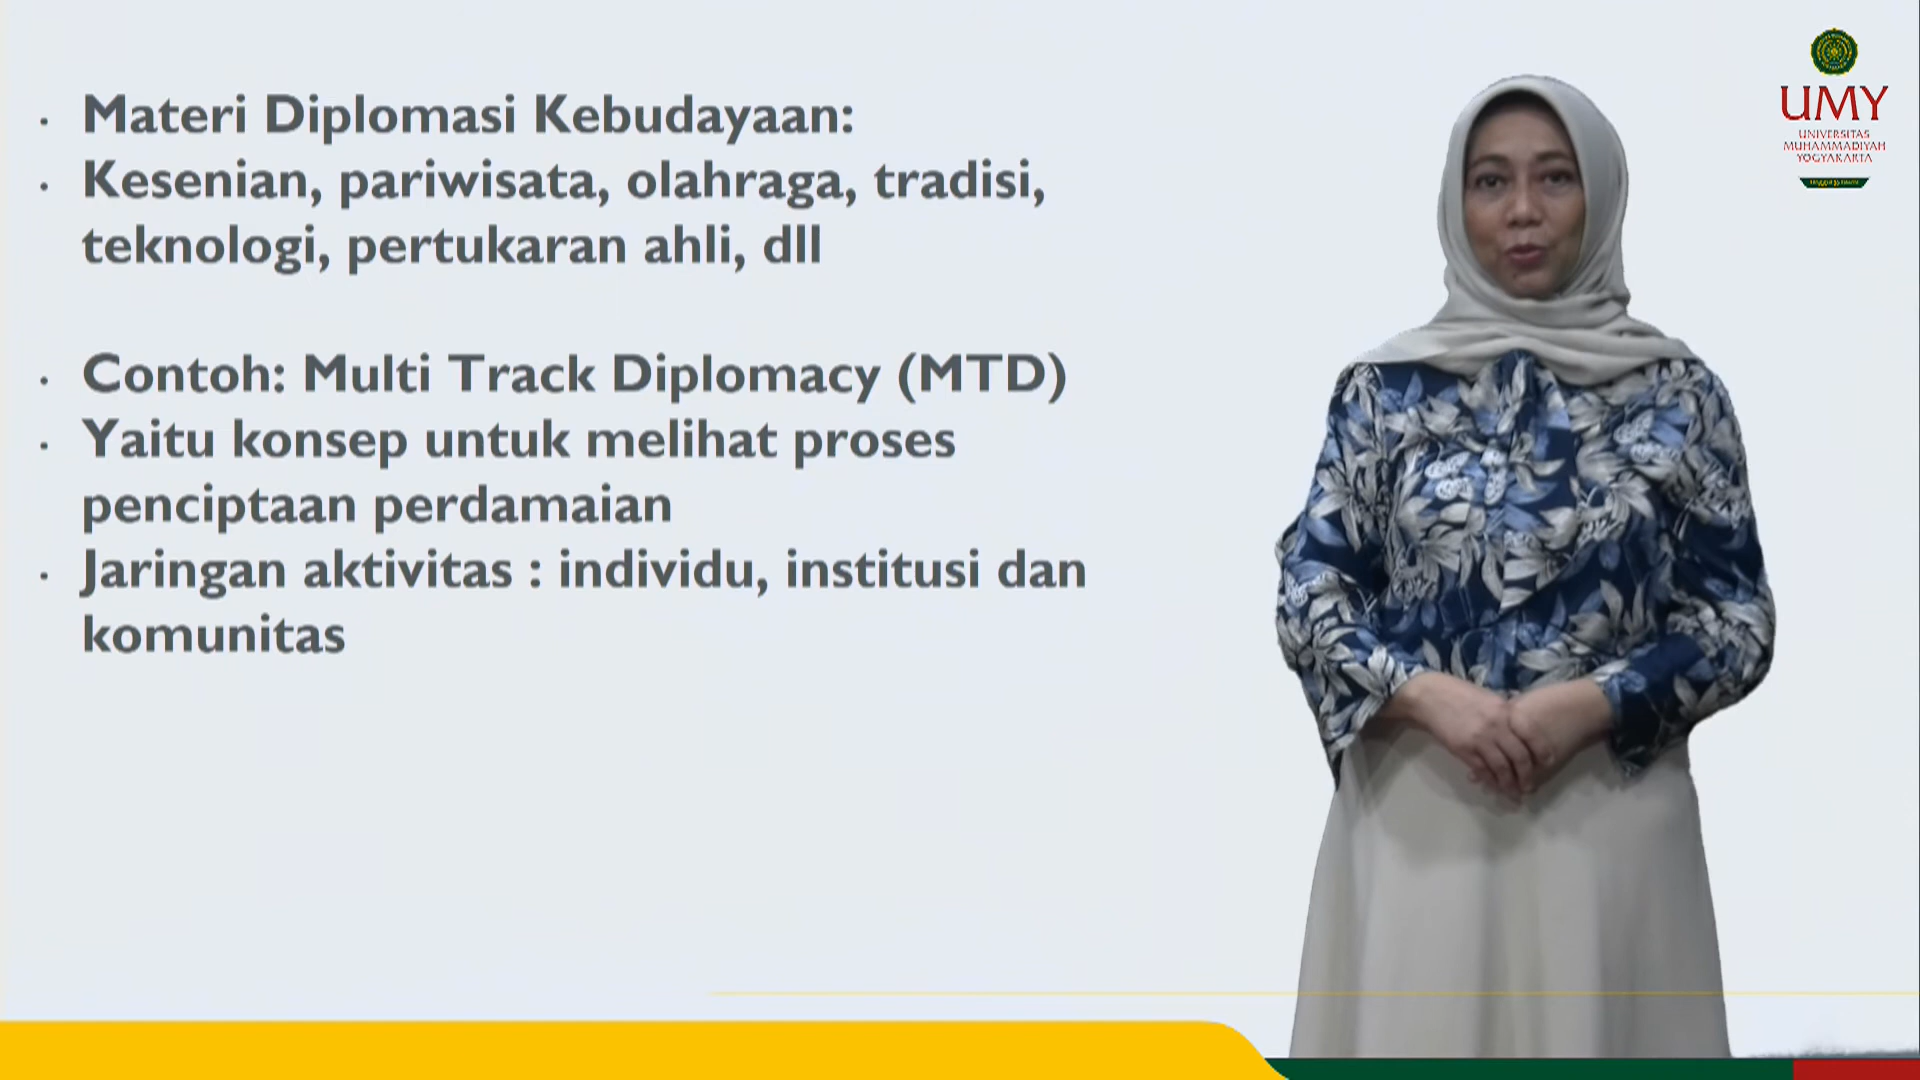 Materi Diplomasi Kebudayaan:
Kesenian, pariwisata, olahraga, tradisi,
teknologi, pertukaran ahli, dll
Contoh: Multi Track Diplomacy (MTD)
Yaitu konsep untuk melihat proses
penciptaan perdamaian
Jaringan aktivitas : individu, institusi dan
komunitas
UMY
UNIVERSITAS
MUHAMMADIYAH
YOGYAKARTA